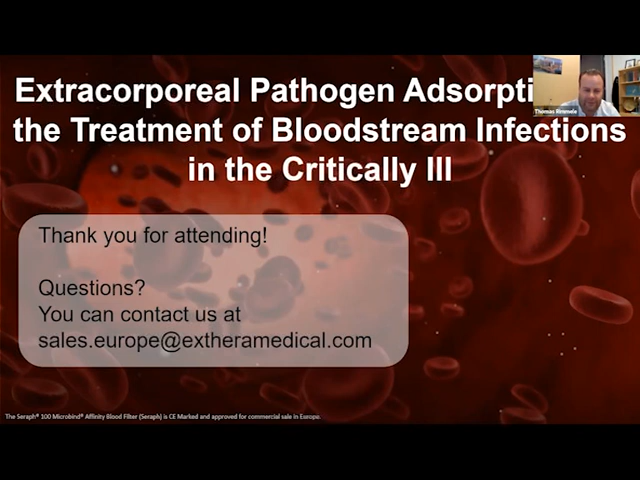 Extracorporeal Pathogen Adsorpti
the Treatment of Bloodstream Infections
in the Critically Ill
Thomas Rimmele
Thank you for attending!
Questions?
You can contact us at
sales.europe@extheramedical.com
The Seraph® 100 Microbind® Affinity Blood Filter (Seraph) is CE Marked and approved for commercial sale in Europe.